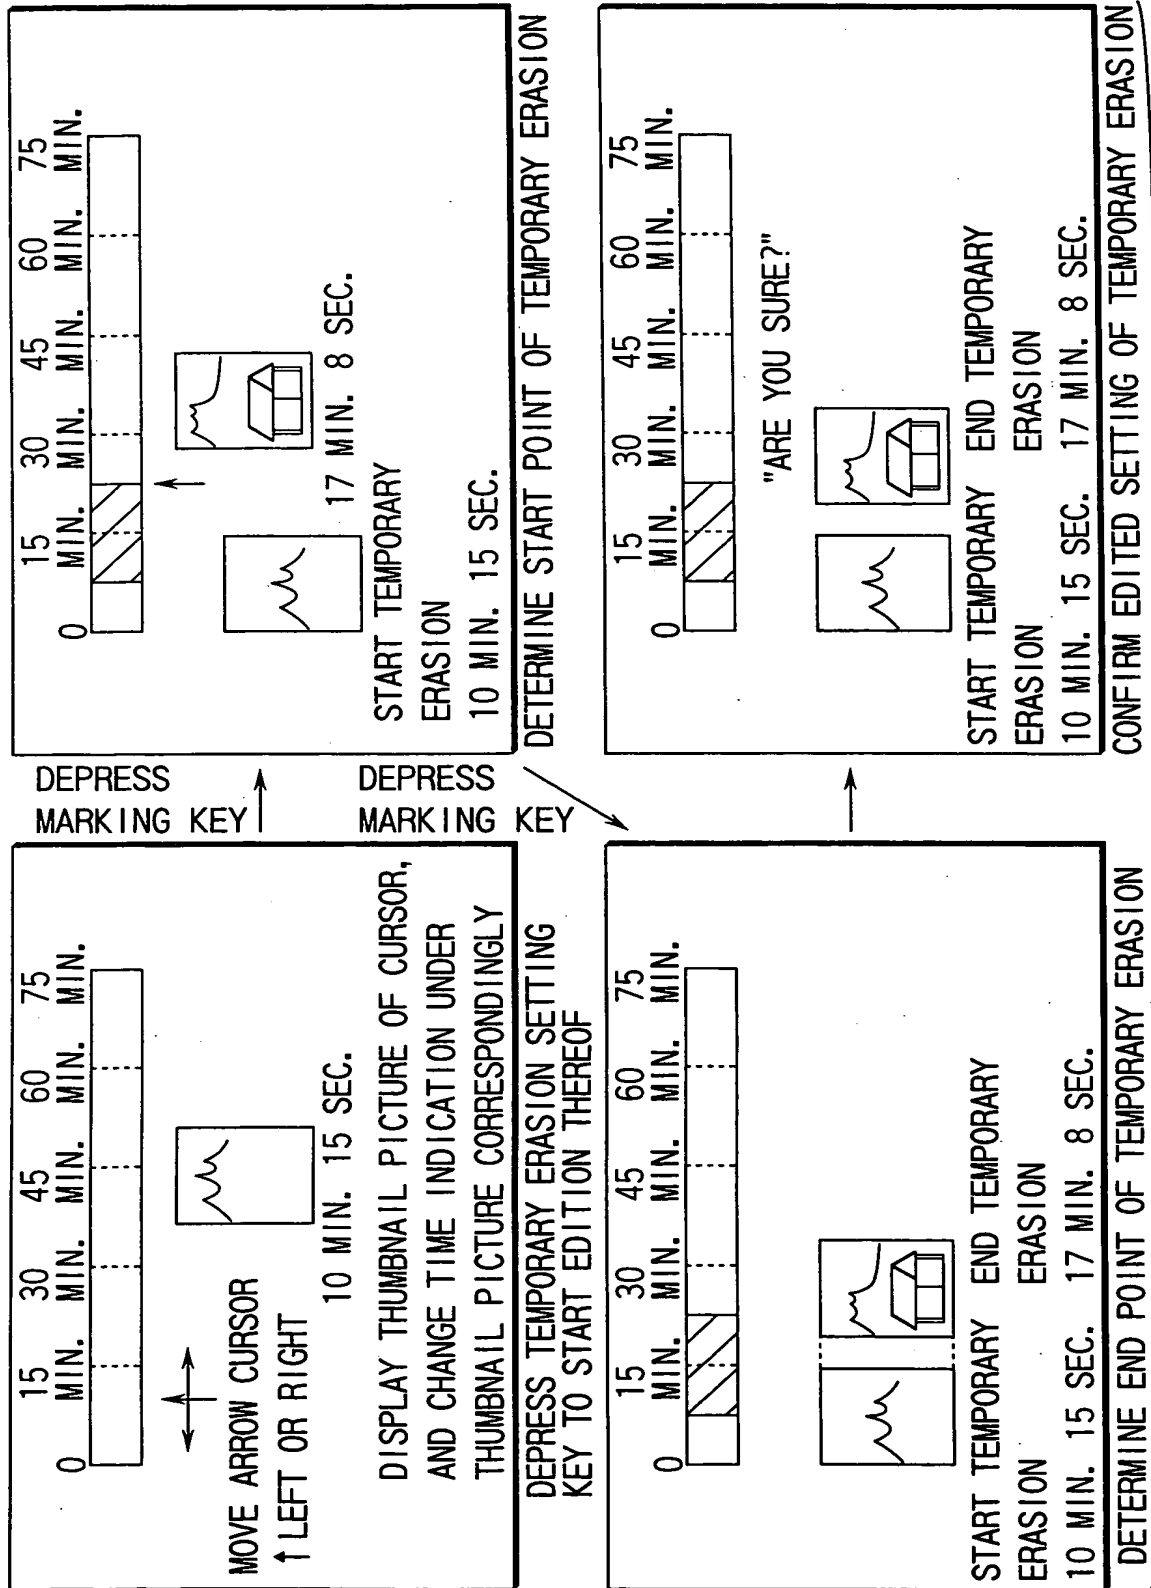 0
15
MIN.
30
MIN.
45
MIN.
60
MIN.
75
MIN.
MOVE ARROW CURSOR
↑ LEFT OR RIGHT
10 MIN. 15 SEC.
DISPLAY THUMBNAIL PICTURE OF CURSOR,
AND CHANGE TIME INDICATION UNDER
THUMBNAIL PICTURE CORRESPONDINGLY
DEPRESS TEMPORARY ERASION SETTING
KEY TO START EDITION THEREOF
DEPRESS
MARKING KEY
0
15
MIN.
30
MIN.
45
MIN.
60
MIN.
75
MIN.
17 MIN. 8 SEC.
START TEMPORARY
ERASION
10 MIN. 15 SEC.
DETERMINE START POINT OF TEMPORARY ERASION
DEPRESS
MARKING KEY
0
15
MIN.
30
MIN.
45
MIN.
60
MIN.
75
MIN.
START TEMPORARY END TEMPORARY
ERASION ERASION
10 MIN. 15 SEC. 17 MIN. 8 SEC.
DETERMINE END POINT OF TEMPORARY ERASION
0
15
MIN.
30
MIN.
45
MIN.
60
MIN.
75
MIN.
"ARE YOU SURE?"
START TEMPORARY END TEMPORARY
ERASION ERASION
10 MIN. 15 SEC. 17 MIN. 8 SEC.
CONFIRM EDITED SETTING OF TEMPORARY ERASION